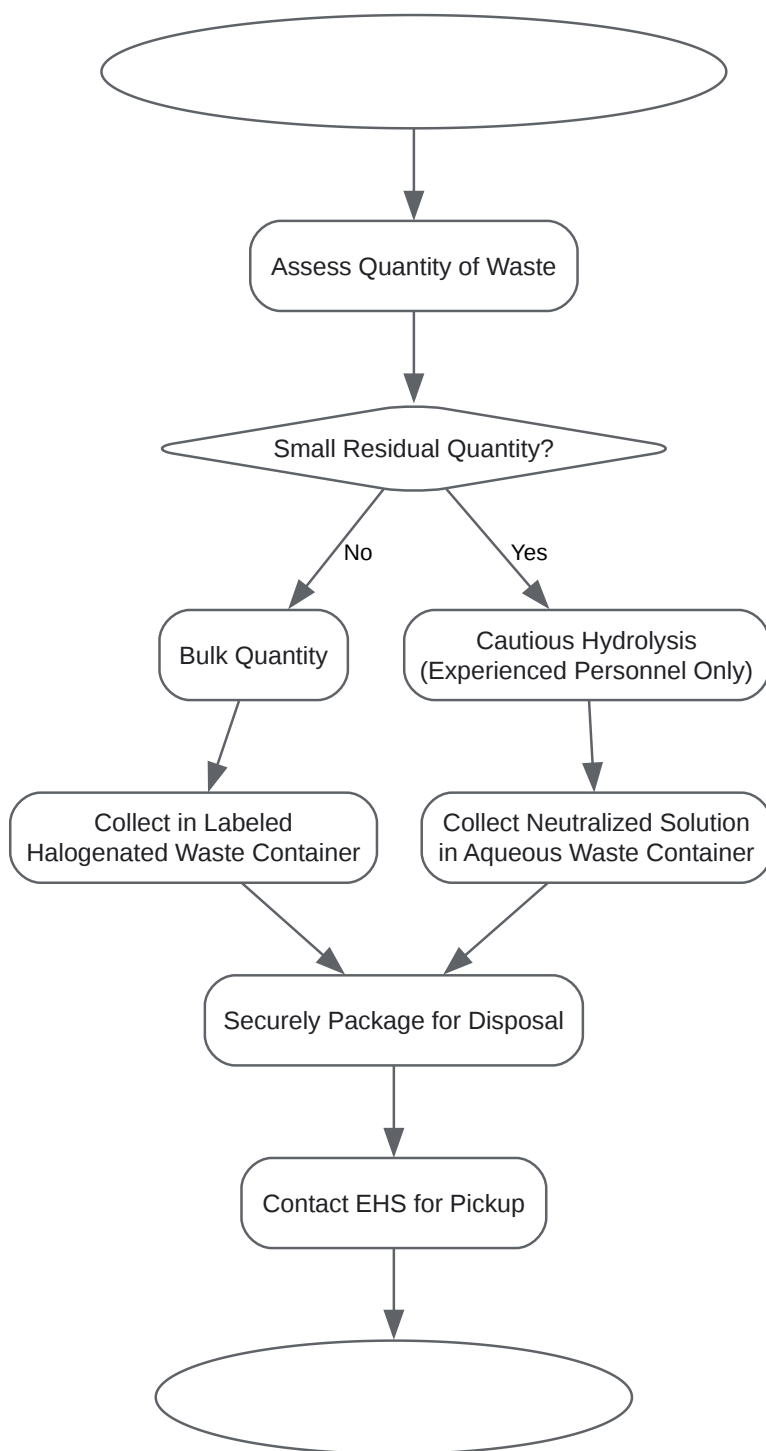 Assess Quantity of Waste
Small Residual Quantity?
No
Yes
Bulk Quantity
Cautious Hydrolysis
(Experienced Personnel Only)
Collect in Labeled
Halogenated Waste Container
Collect Neutralized Solution
in Aqueous Waste Container
Securely Package for Disposal
Contact EHS for Pickup